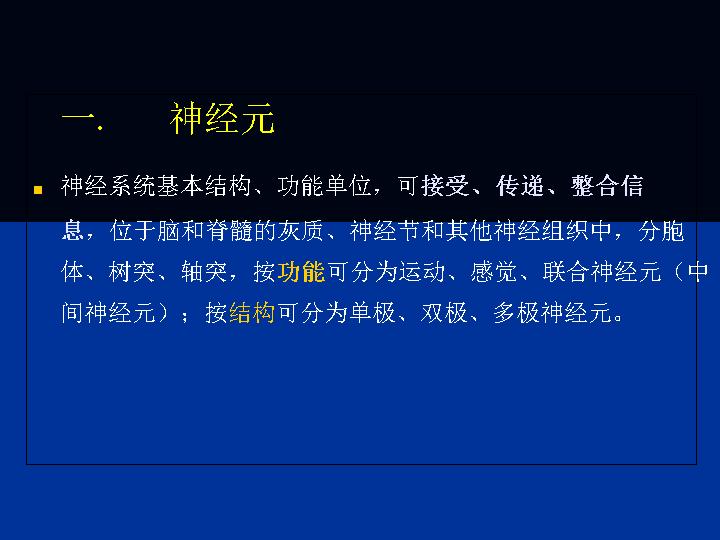 一. 神经元
■ 神经系统基本结构、功能单位，可接受、传递、整合信
息，位于脑和脊髓的灰质、神经节和其他神经组织中，分胞
体、树突、轴突，按功能可分为运动、感觉、联合神经元（中
间神经元）；按结构可分为单极、双极、多极神经元。